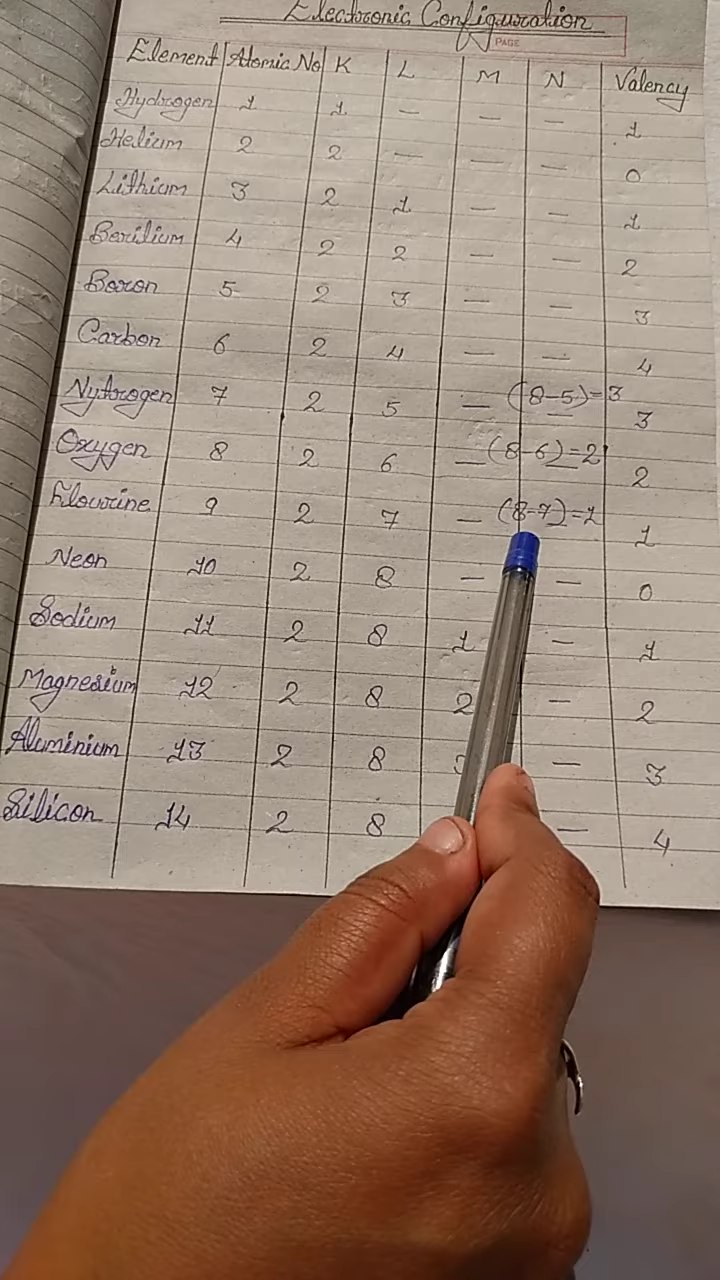 Electronic Configuration
PAGE
Element Atomic No K L M N Valency
Hydrogen 1 1 — — — 1
Helium 2 2 — — — 0
Lithium 3 2 1 — — 1
Berilium 4 2 2 — — 2
Boron 5 2 3 — — 3
Carbon 6 2 4 — — 4
Nytrogen 7 2 5 — (8-5)=3 — 3
Oxygen 8 2 6 — (8-6)=2 2
Flourine 9 2 7 — (8-7)=1 1
Neon 10 2 8 — — 0
Sodium 11 2 8 1 — 1
Magnesium 12 2 8 2 — 2
Aluminium 13 2 8 — 3
Silicon 14 2 8 — 4